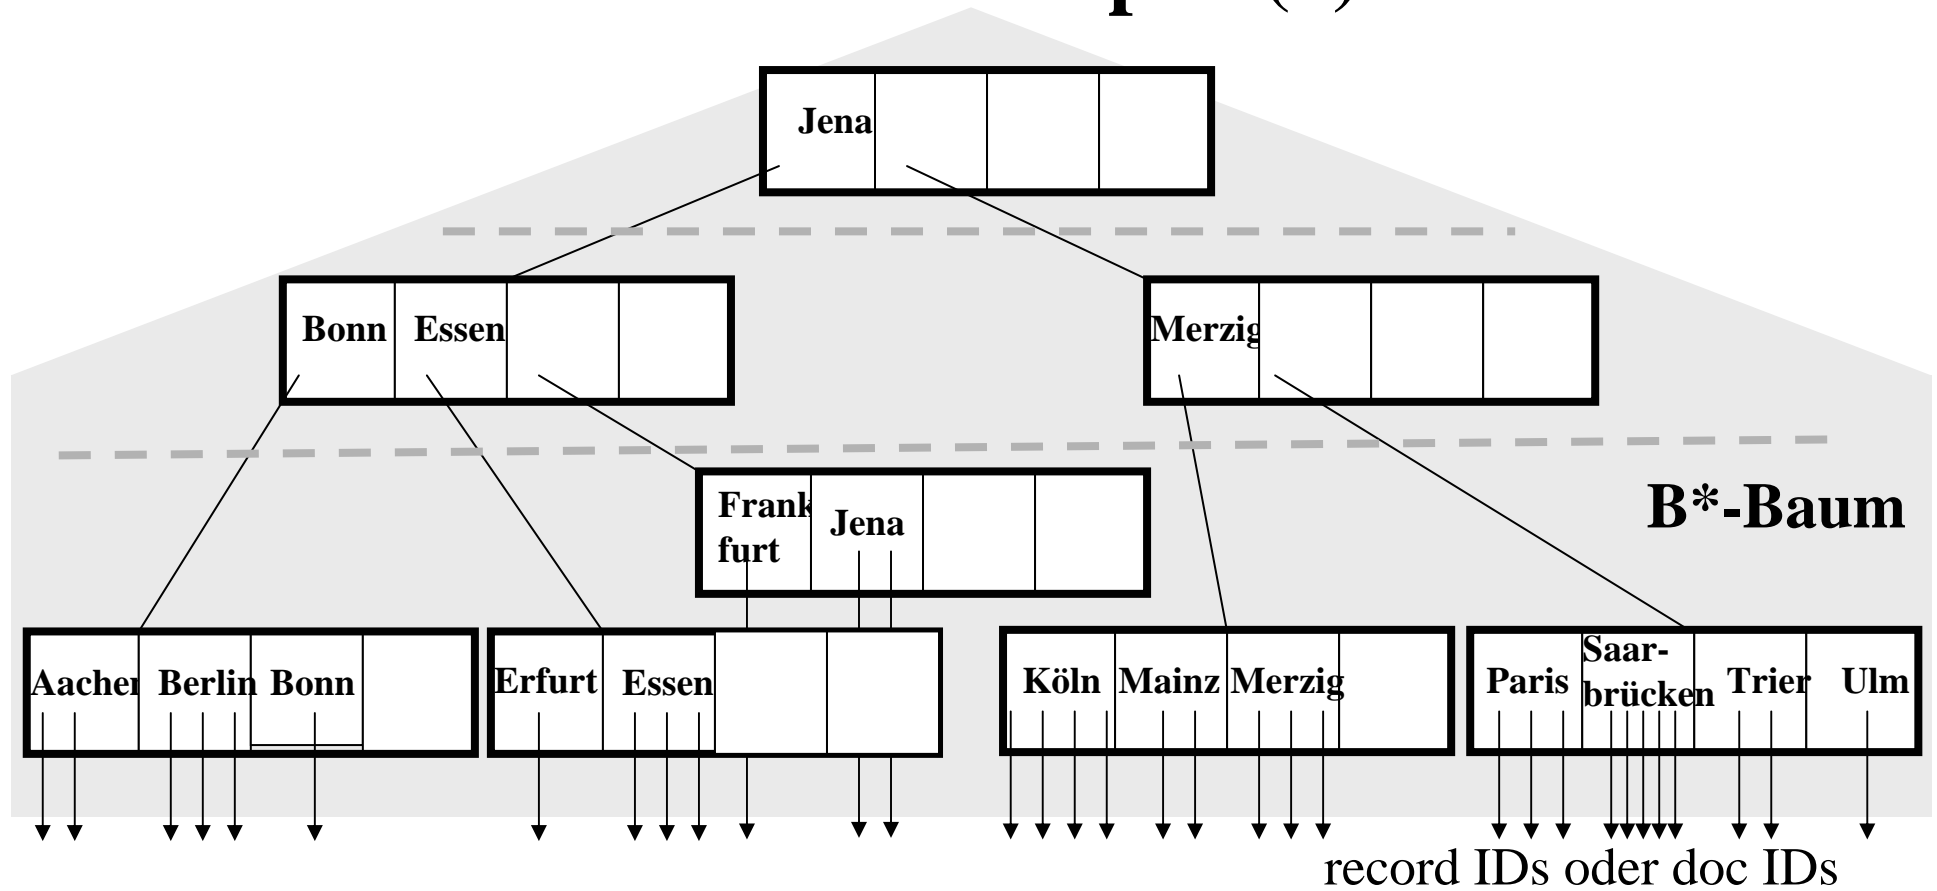 Jena
Bonn Essen
Merzig
Frank
furt
Jena
B*-Baum
Aachen Berlin Bonn
Erfurt Essen
Köln Mainz Merzig
Paris
Saar-
brücken
Trier Ulm
record IDs oder doc IDs